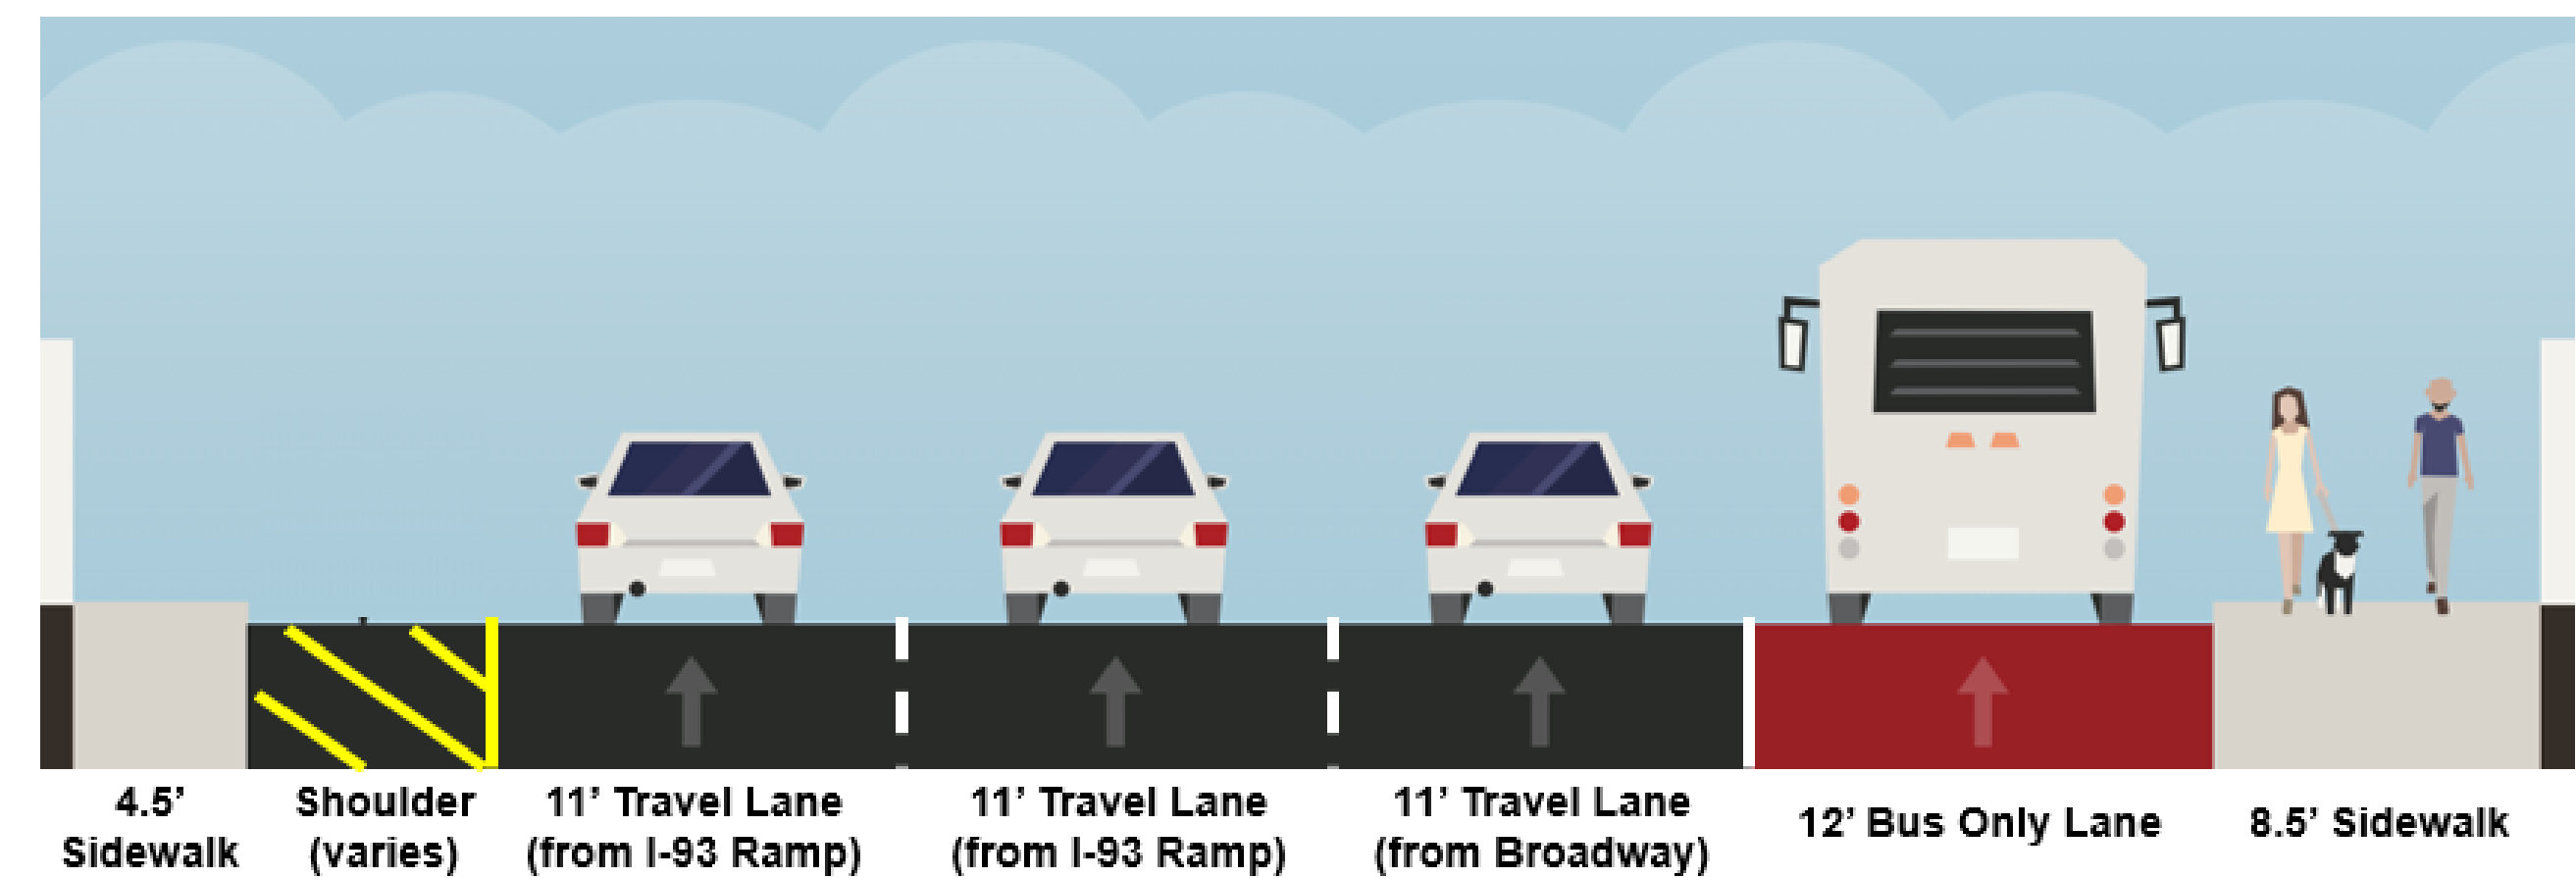 4.5’
Sidewalk
Shoulder
(varies)
11’ Travel Lane
(from I-93 Ramp)
11’ Travel Lane
(from I-93 Ramp)
11’ Travel Lane
(from Broadway)
12’ Bus Only Lane
8.5’ Sidewalk